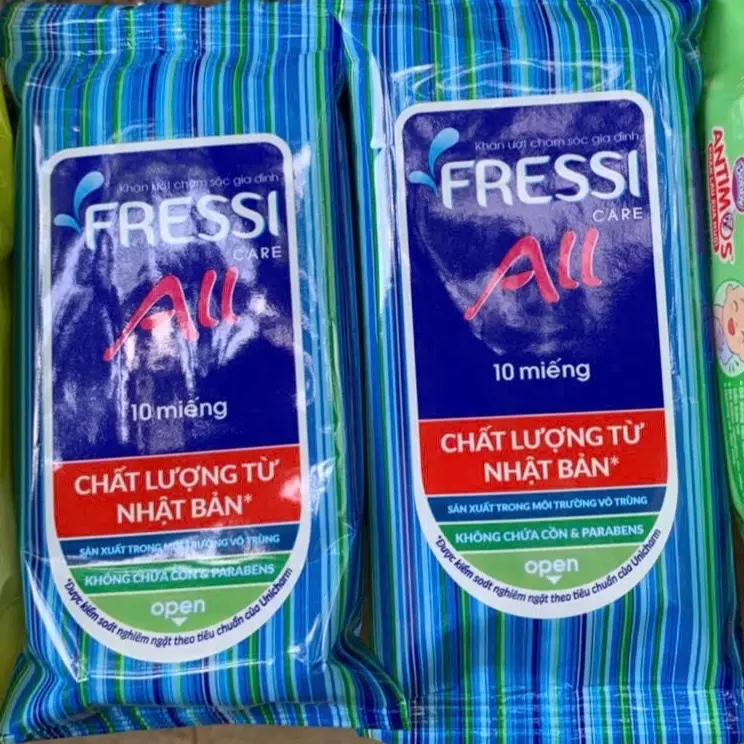 Khăn ướt chăm sóc gia đình
FRESSI
CARE
All
10 miếng
CHẤT LƯỢNG TỪ
NHẬT BẢN*
SẢN XUẤT TRONG MÔI TRƯỜNG VÔ TRÙNG
KHÔNG CHỨA CỒN & PARABENS
open
*Được kiểm soát nghiêm ngặt theo tiêu chuẩn của Unicharm
Khăn ướt chăm sóc gia đình
FRESSI
CARE
All
10 miếng
CHẤT LƯỢNG TỪ
NHẬT BẢN*
SẢN XUẤT TRONG MÔI TRƯỜNG VÔ TRÙNG
KHÔNG CHỨA CỒN & PARABENS
open
*Được kiểm soát nghiêm ngặt theo tiêu chuẩn của Unicharm
ANTIMOS